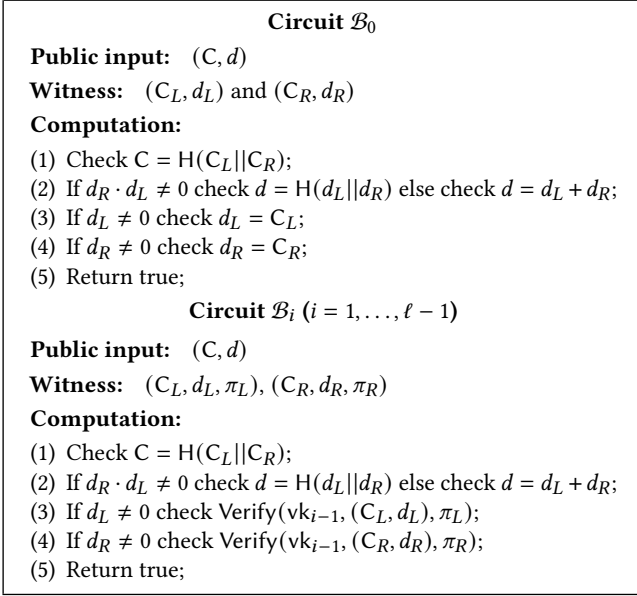 Circuit ℬ₀
Public input: (C, d)
Witness: (C_L, d_L) and (C_R, d_R)
Computation:
(1) Check C = H(C_L||C_R);
(2) If d_R · d_L ≠ 0 check d = H(d_L||d_R) else check d = d_L + d_R;
(3) If d_L ≠ 0 check d_L = C_L;
(4) If d_R ≠ 0 check d_R = C_R;
(5) Return true;
Circuit ℬᵢ (i = 1, . . . , ℓ − 1)
Public input: (C, d)
Witness: (C_L, d_L, π_L), (C_R, d_R, π_R)
Computation:
(1) Check C = H(C_L||C_R);
(2) If d_R · d_L ≠ 0 check d = H(d_L||d_R) else check d = d_L + d_R;
(3) If d_L ≠ 0 check Verify(vk_{i−1}, (C_L, d_L), π_L);
(4) If d_R ≠ 0 check Verify(vk_{i−1}, (C_R, d_R), π_R);
(5) Return true;